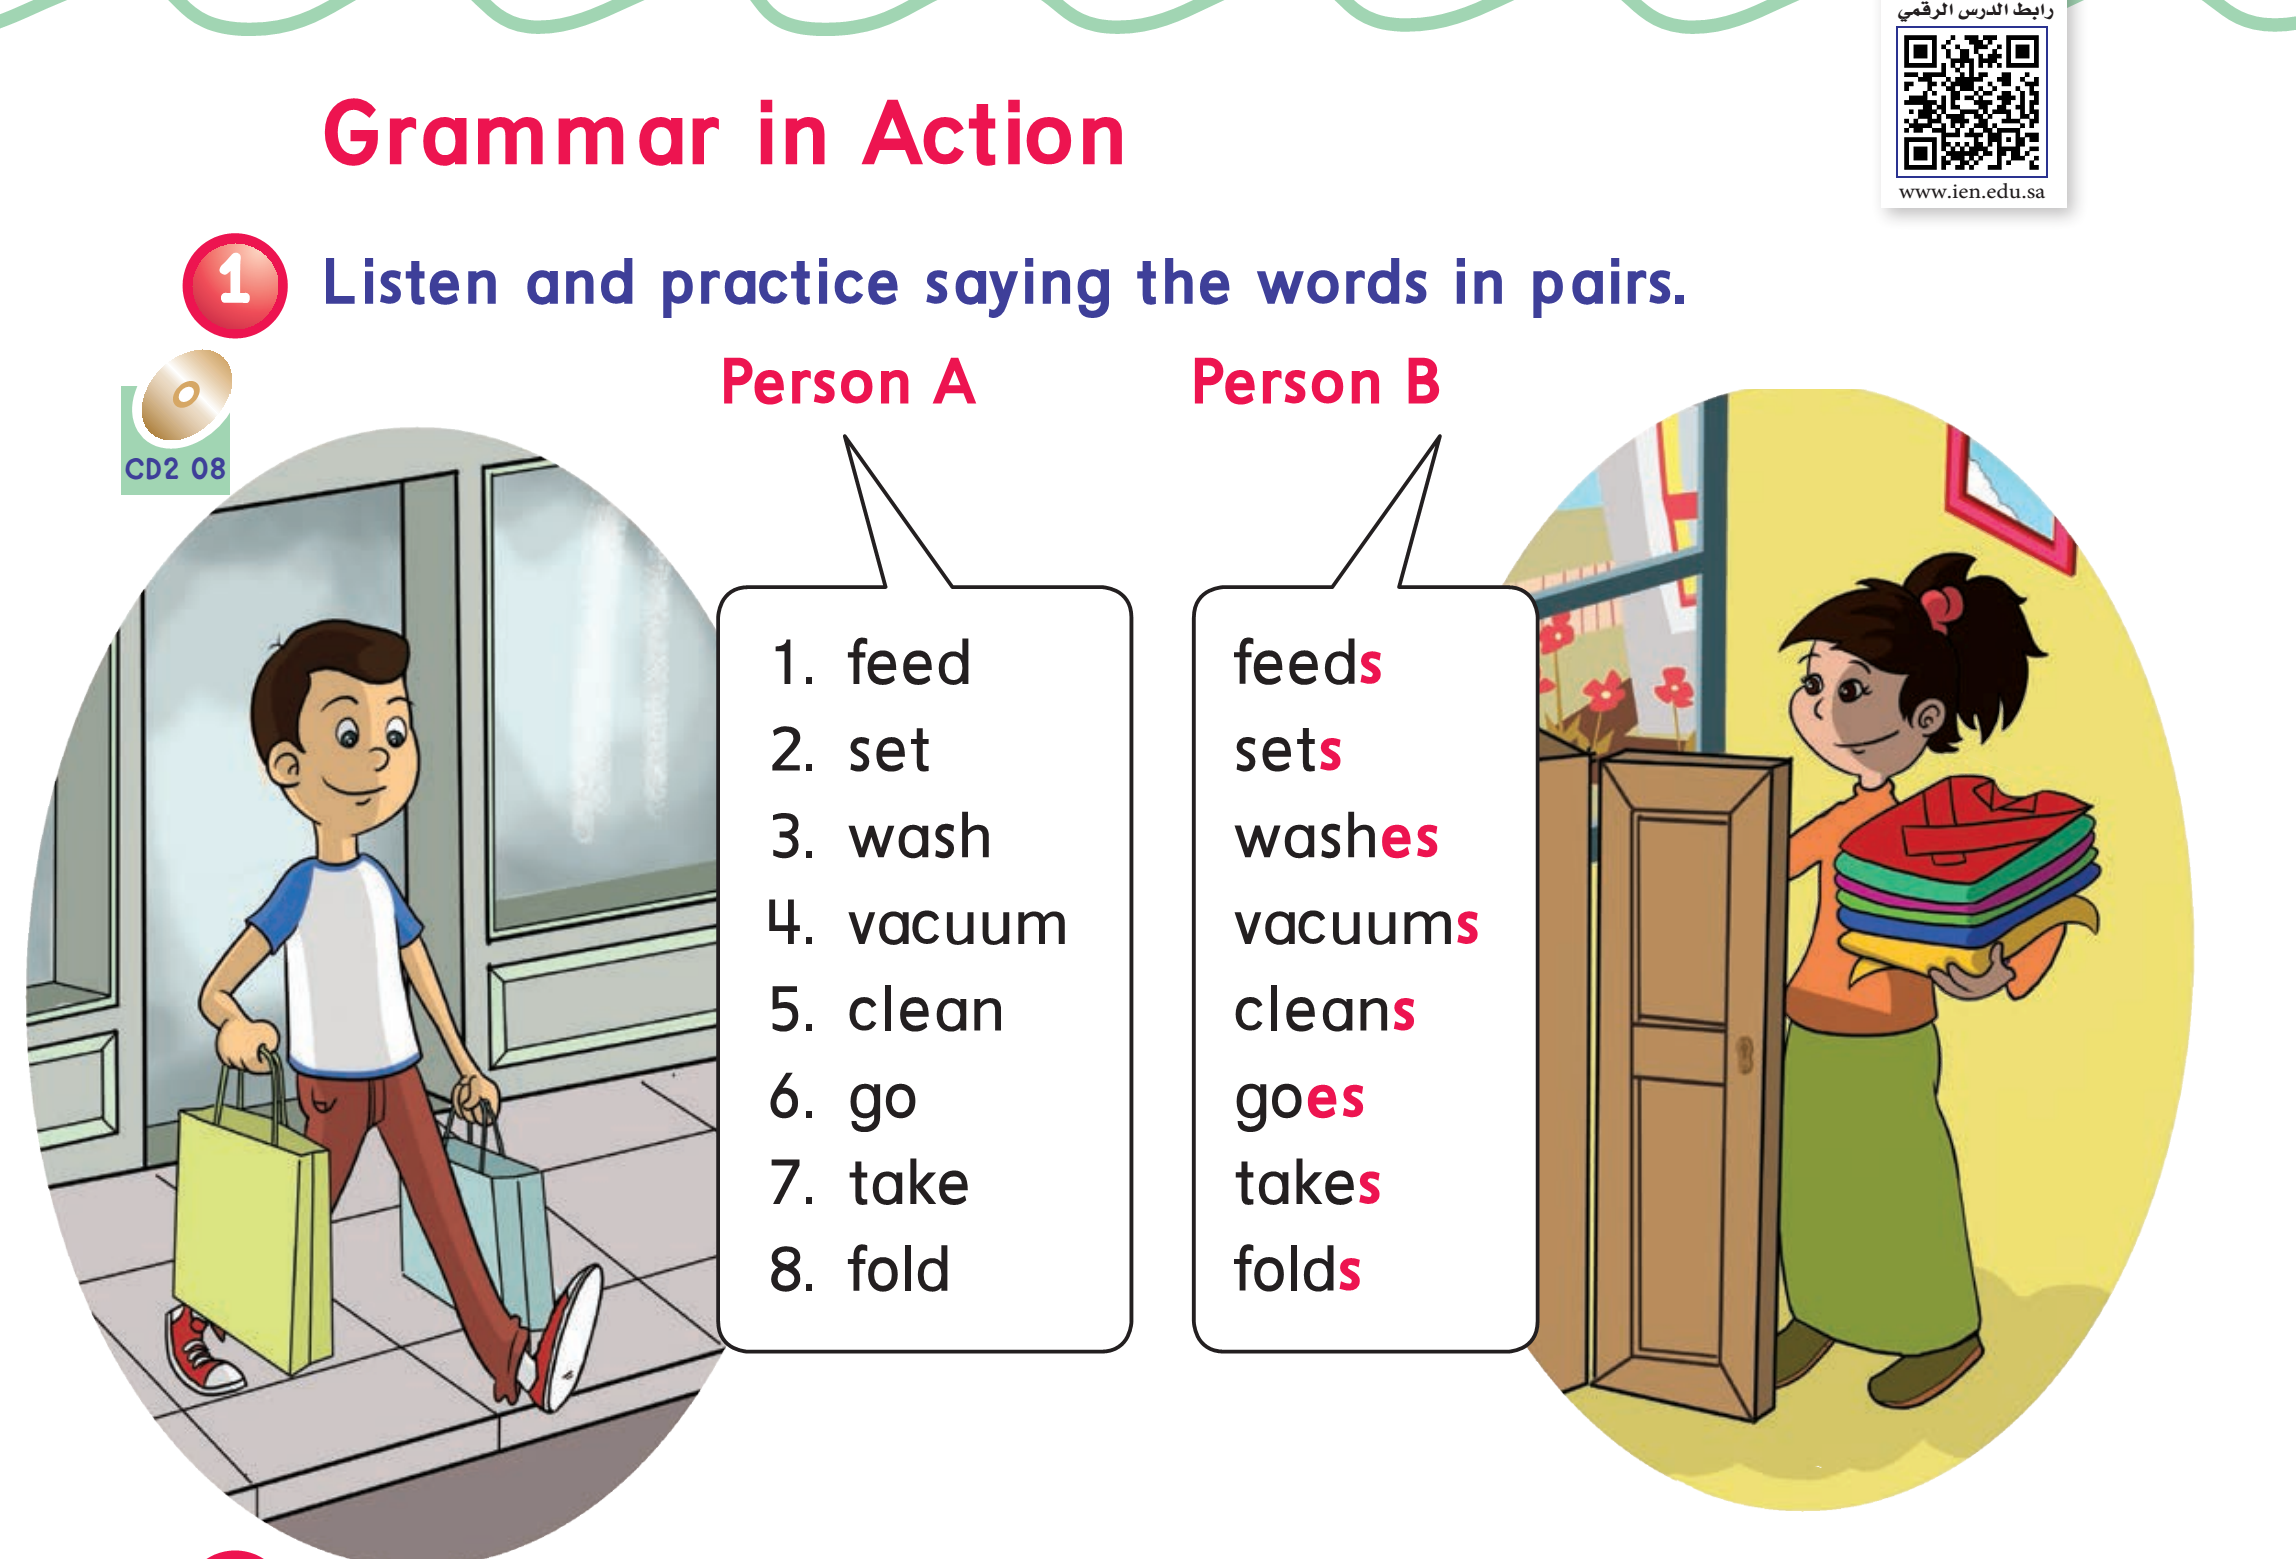 رابط الدرس الرقمي
www.ien.edu.sa
Grammar in Action
1 Listen and practice saying the words in pairs.
CD2 08
Person A
1. feed
2. set
3. wash
4. vacuum
5. clean
6. go
7. take
8. fold
Person B
feeds
sets
washes
vacuums
cleans
goes
takes
folds